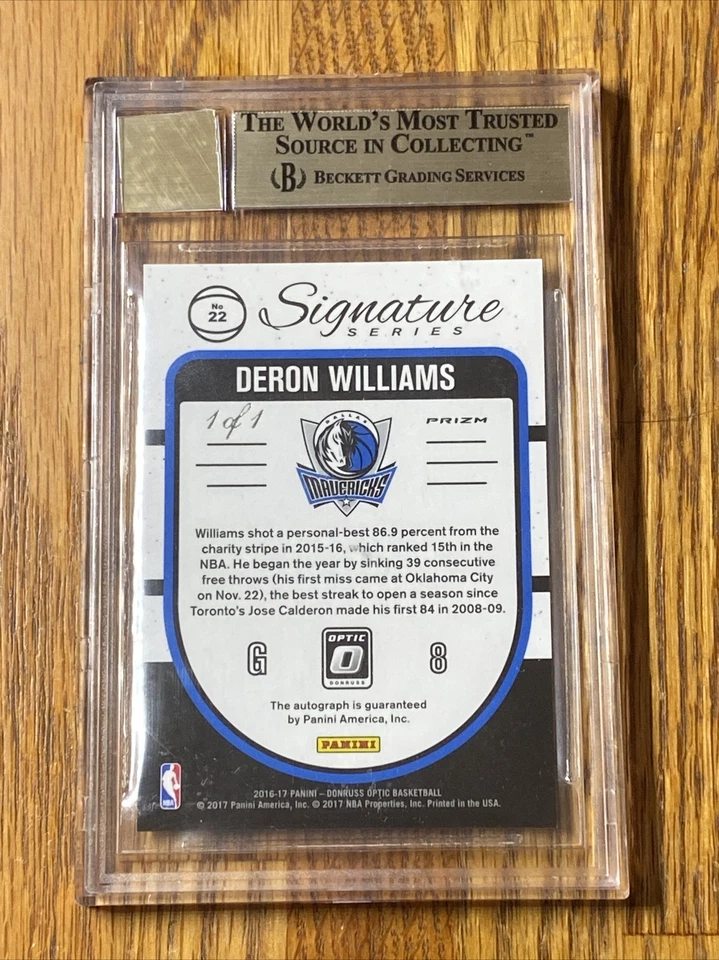 THE WORLD'S MOST TRUSTED
SOURCE IN COLLECTING™
(B) BECKETT GRADING SERVICES
No
22
Signature
SERIES
DERON WILLIAMS
1 of 1
DALLAS
MAVERICKS
PRIZM
Williams shot a personal-best 86.9 percent from the
charity stripe in 2015-16, which ranked 15th in the
NBA. He began the year by sinking 39 consecutive
free throws (his first miss came at Oklahoma City
on Nov. 22), the best streak to open a season since
Toronto's Jose Calderon made his first 84 in 2008-09.
G
OPTIC
DONRUSS
8
The autograph is guaranteed
by Panini America, Inc.
PANINI
NBA
2016-17 PANINI – DONRUSS OPTIC BASKETBALL
© 2017 Panini America, Inc. © 2017 NBA Properties, Inc. Printed in the USA.